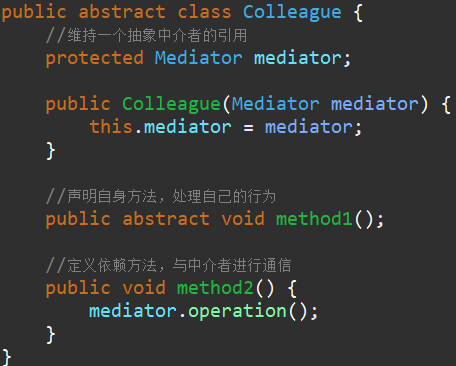 public abstract class Colleague {
    //维持一个抽象中介者的引用
    protected Mediator mediator;

    public Colleague(Mediator mediator) {
        this.mediator = mediator;
    }

    //声明自身方法，处理自己的行为
    public abstract void method1();

    //定义依赖方法，与中介者进行通信
    public void method2() {
        mediator.operation();
    }
}